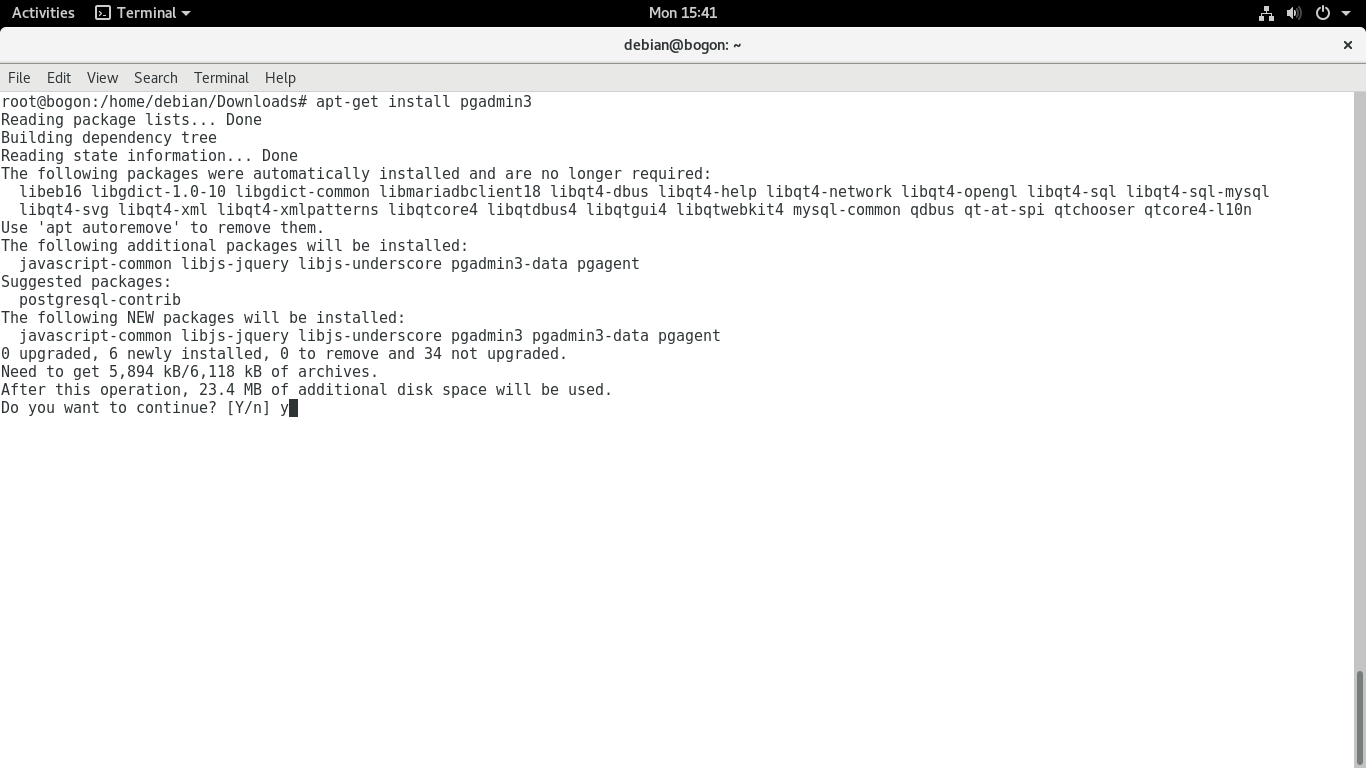 Activities Terminal Mon 15:41
debian@bogon: ~
File Edit View Search Terminal Help
root@bogon:/home/debian/Downloads# apt-get install pgadmin3
Reading package lists... Done
Building dependency tree
Reading state information... Done
The following packages were automatically installed and are no longer required:
  libeb16 libgdict-1.0-10 libgdict-common libmariadbclient18 libqt4-dbus libqt4-help libqt4-network libqt4-opengl libqt4-sql libqt4-sql-mysql
  libqt4-svg libqt4-xml libqt4-xmlpatterns libqtcore4 libqtdbus4 libqtgui4 libqtwebkit4 mysql-common qdbus qt-at-spi qtchooser qtcore4-l10n
Use 'apt autoremove' to remove them.
The following additional packages will be installed:
  javascript-common libjs-jquery libjs-underscore pgadmin3-data pgagent
Suggested packages:
  postgresql-contrib
The following NEW packages will be installed:
  javascript-common libjs-jquery libjs-underscore pgadmin3 pgadmin3-data pgagent
0 upgraded, 6 newly installed, 0 to remove and 34 not upgraded.
Need to get 5,894 kB/6,118 kB of archives.
After this operation, 23.4 MB of additional disk space will be used.
Do you want to continue? [Y/n] y